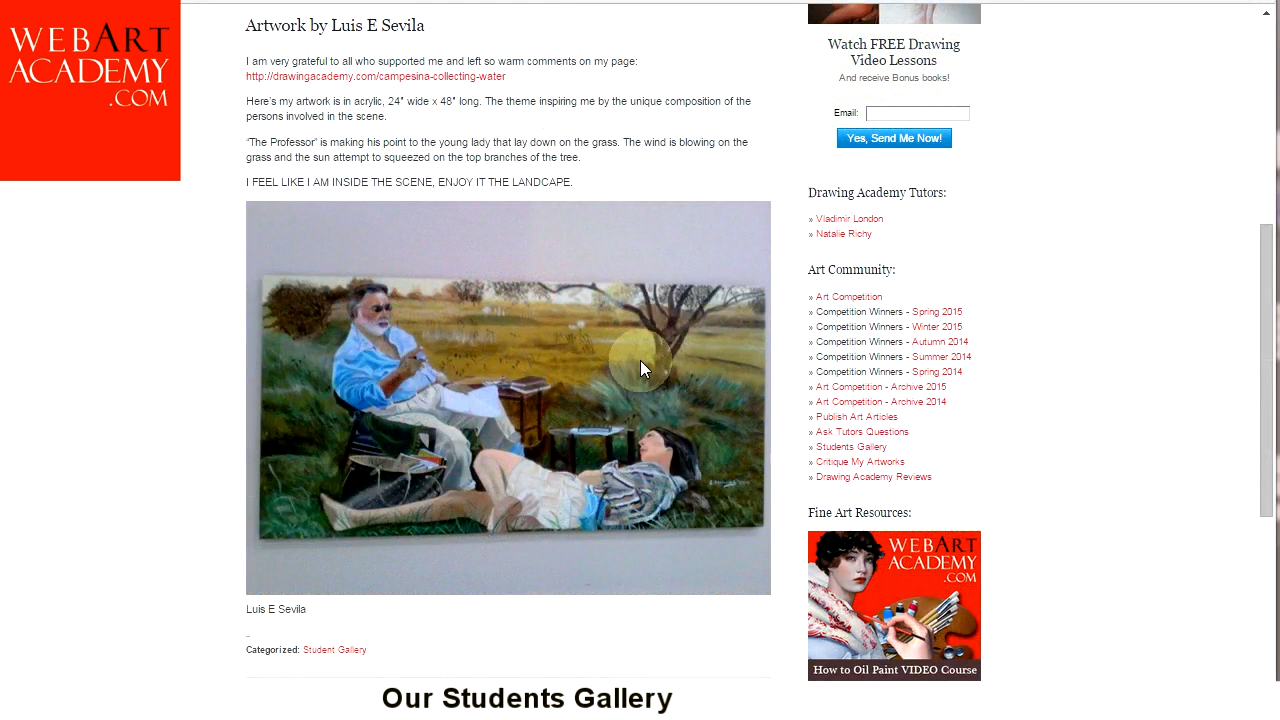 WEBART
ACADEMY
.COM
Artwork by Luis E Sevila
I am very grateful to all who supported me and left so warm comments on my page:
http://drawingacademy.com/campesina-collecting-water
Here's my artwork is in acrylic, 24″ wide x 48″ long. The theme inspiring me by the unique composition of the
persons involved in the scene.
“The Professor” is making his point to the young lady that lay down on the grass. The wind is blowing on the
grass and the sun attempt to squeezed on the top branches of the tree.
I FEEL LIKE I AM INSIDE THE SCENE, ENJOY IT THE LANDCAPE.
Luis E Sevila
_
Categorized: Student Gallery
Our Students Gallery
Watch FREE Drawing
Video Lessons
And receive Bonus books!
Email:
Yes, Send Me Now!
Drawing Academy Tutors:
» Vladimir London
» Natalie Richy
Art Community:
» Art Competition
» Competition Winners - Spring 2015
» Competition Winners - Winter 2015
» Competition Winners - Autumn 2014
» Competition Winners - Summer 2014
» Competition Winners - Spring 2014
» Art Competition - Archive 2015
» Art Competition - Archive 2014
» Publish Art Articles
» Ask Tutors Questions
» Students Gallery
» Critique My Artworks
» Drawing Academy Reviews
Fine Art Resources:
WEBART
ACADEMY
.COM
How to Oil Paint VIDEO Course